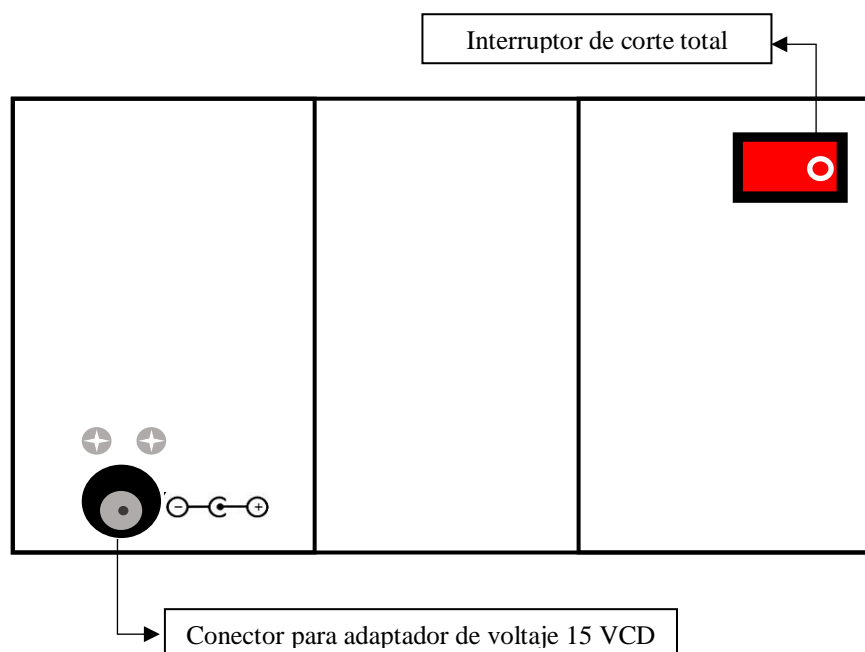 Interruptor de corte total
− +
Conector para adaptador de voltaje 15 VCD